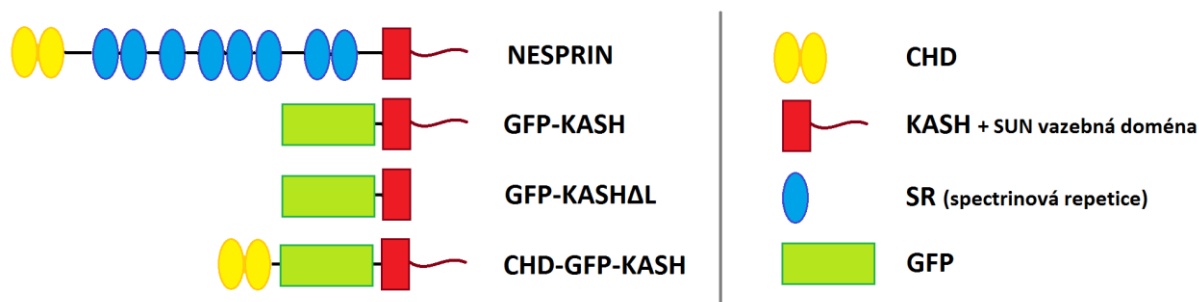 NESPRIN
GFP-KASH
GFP-KASHΔL
CHD-GFP-KASH
CHD
KASH + SUN vazebná doména
SR (spectrinová repetice)
GFP